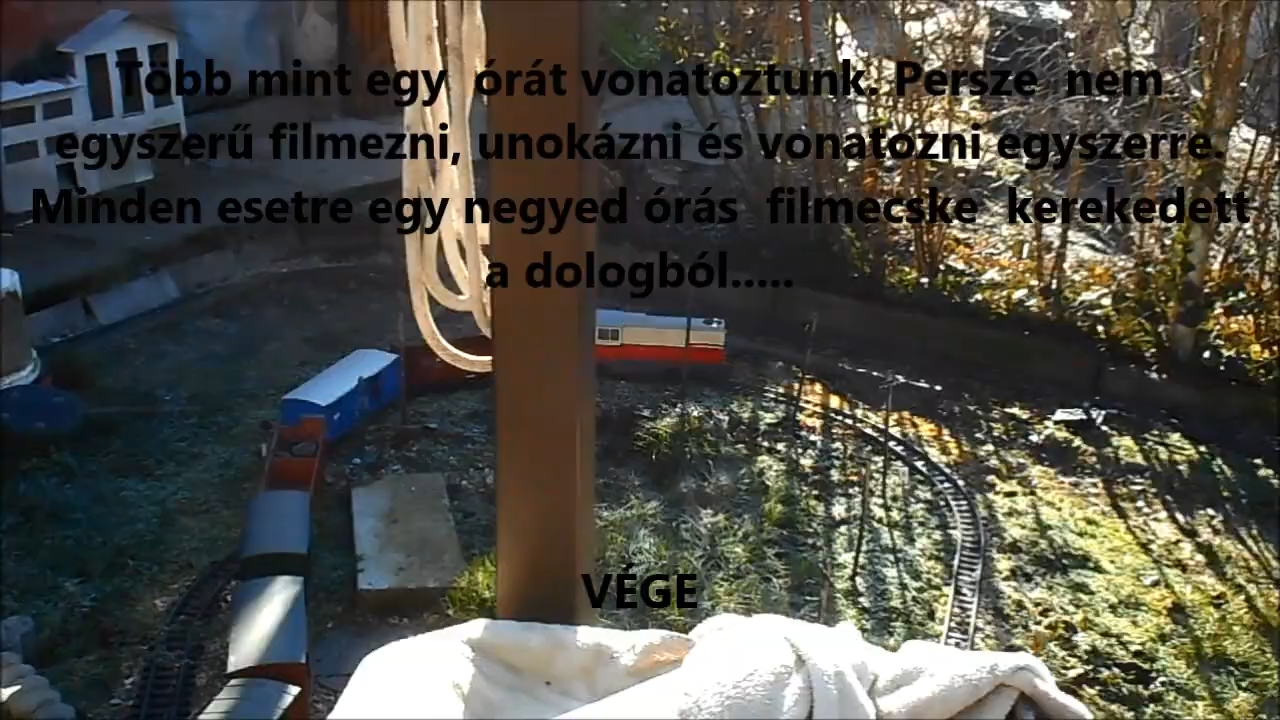 Több mint egy órát vonatoztunk. Persze nem
egyszerű filmezni, unokázni és vonatozni egyszerre.
Minden esetre egy negyed órás filmecske kerekedett
a dologból.....
VÉGE